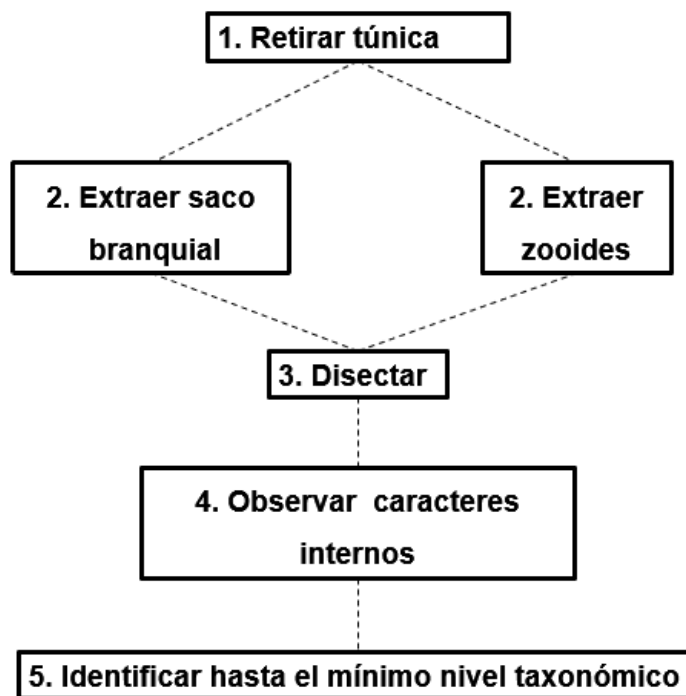 1. Retirar túnica
2. Extraer saco
branquial
2. Extraer
zooides
3. Disectar
4. Observar caracteres
internos
5. Identificar hasta el mínimo nivel taxonómico